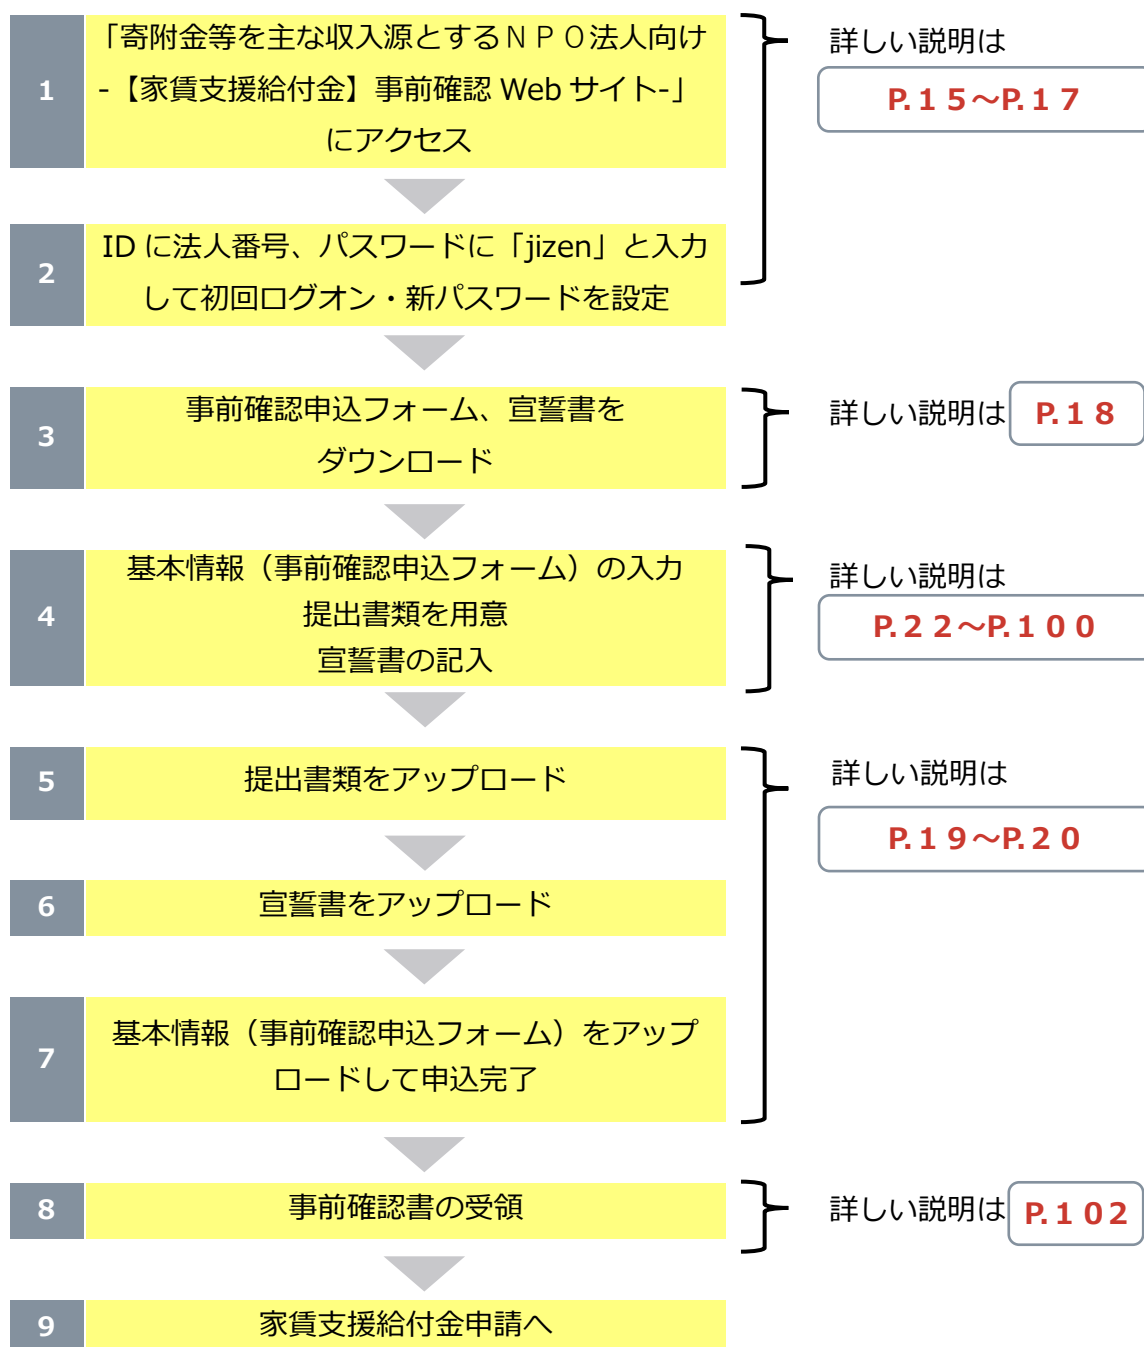 1
「寄附金等を主な収入源とするＮＰＯ法人向け
-【家賃支援給付金】事前確認 Web サイト-」
にアクセス
詳しい説明は
P.１５～P.１７
2
ID に法人番号、パスワードに「jizen」と入力
して初回ログオン・新パスワードを設定
3
事前確認申込フォーム、宣誓書を
ダウンロード
詳しい説明は
P.１８
4
基本情報（事前確認申込フォーム）の入力
提出書類を用意
宣誓書の記入
詳しい説明は
P.２２～P.１００
5
提出書類をアップロード
詳しい説明は
P.１９～P.２０
6
宣誓書をアップロード
7
基本情報（事前確認申込フォーム）をアップ
ロードして申込完了
8
事前確認書の受領
詳しい説明は
P.１０２
9
家賃支援給付金申請へ